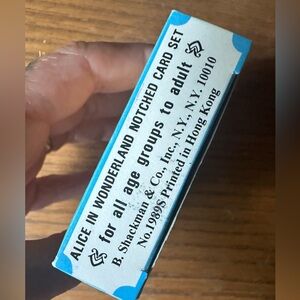 ALICE IN WONDERLAND NOTCHED CARD SET
for all age groups to adult
B. Shackman & Co., Inc., N.Y., N.Y. 10010
No.1989S Printed in Hong Kong